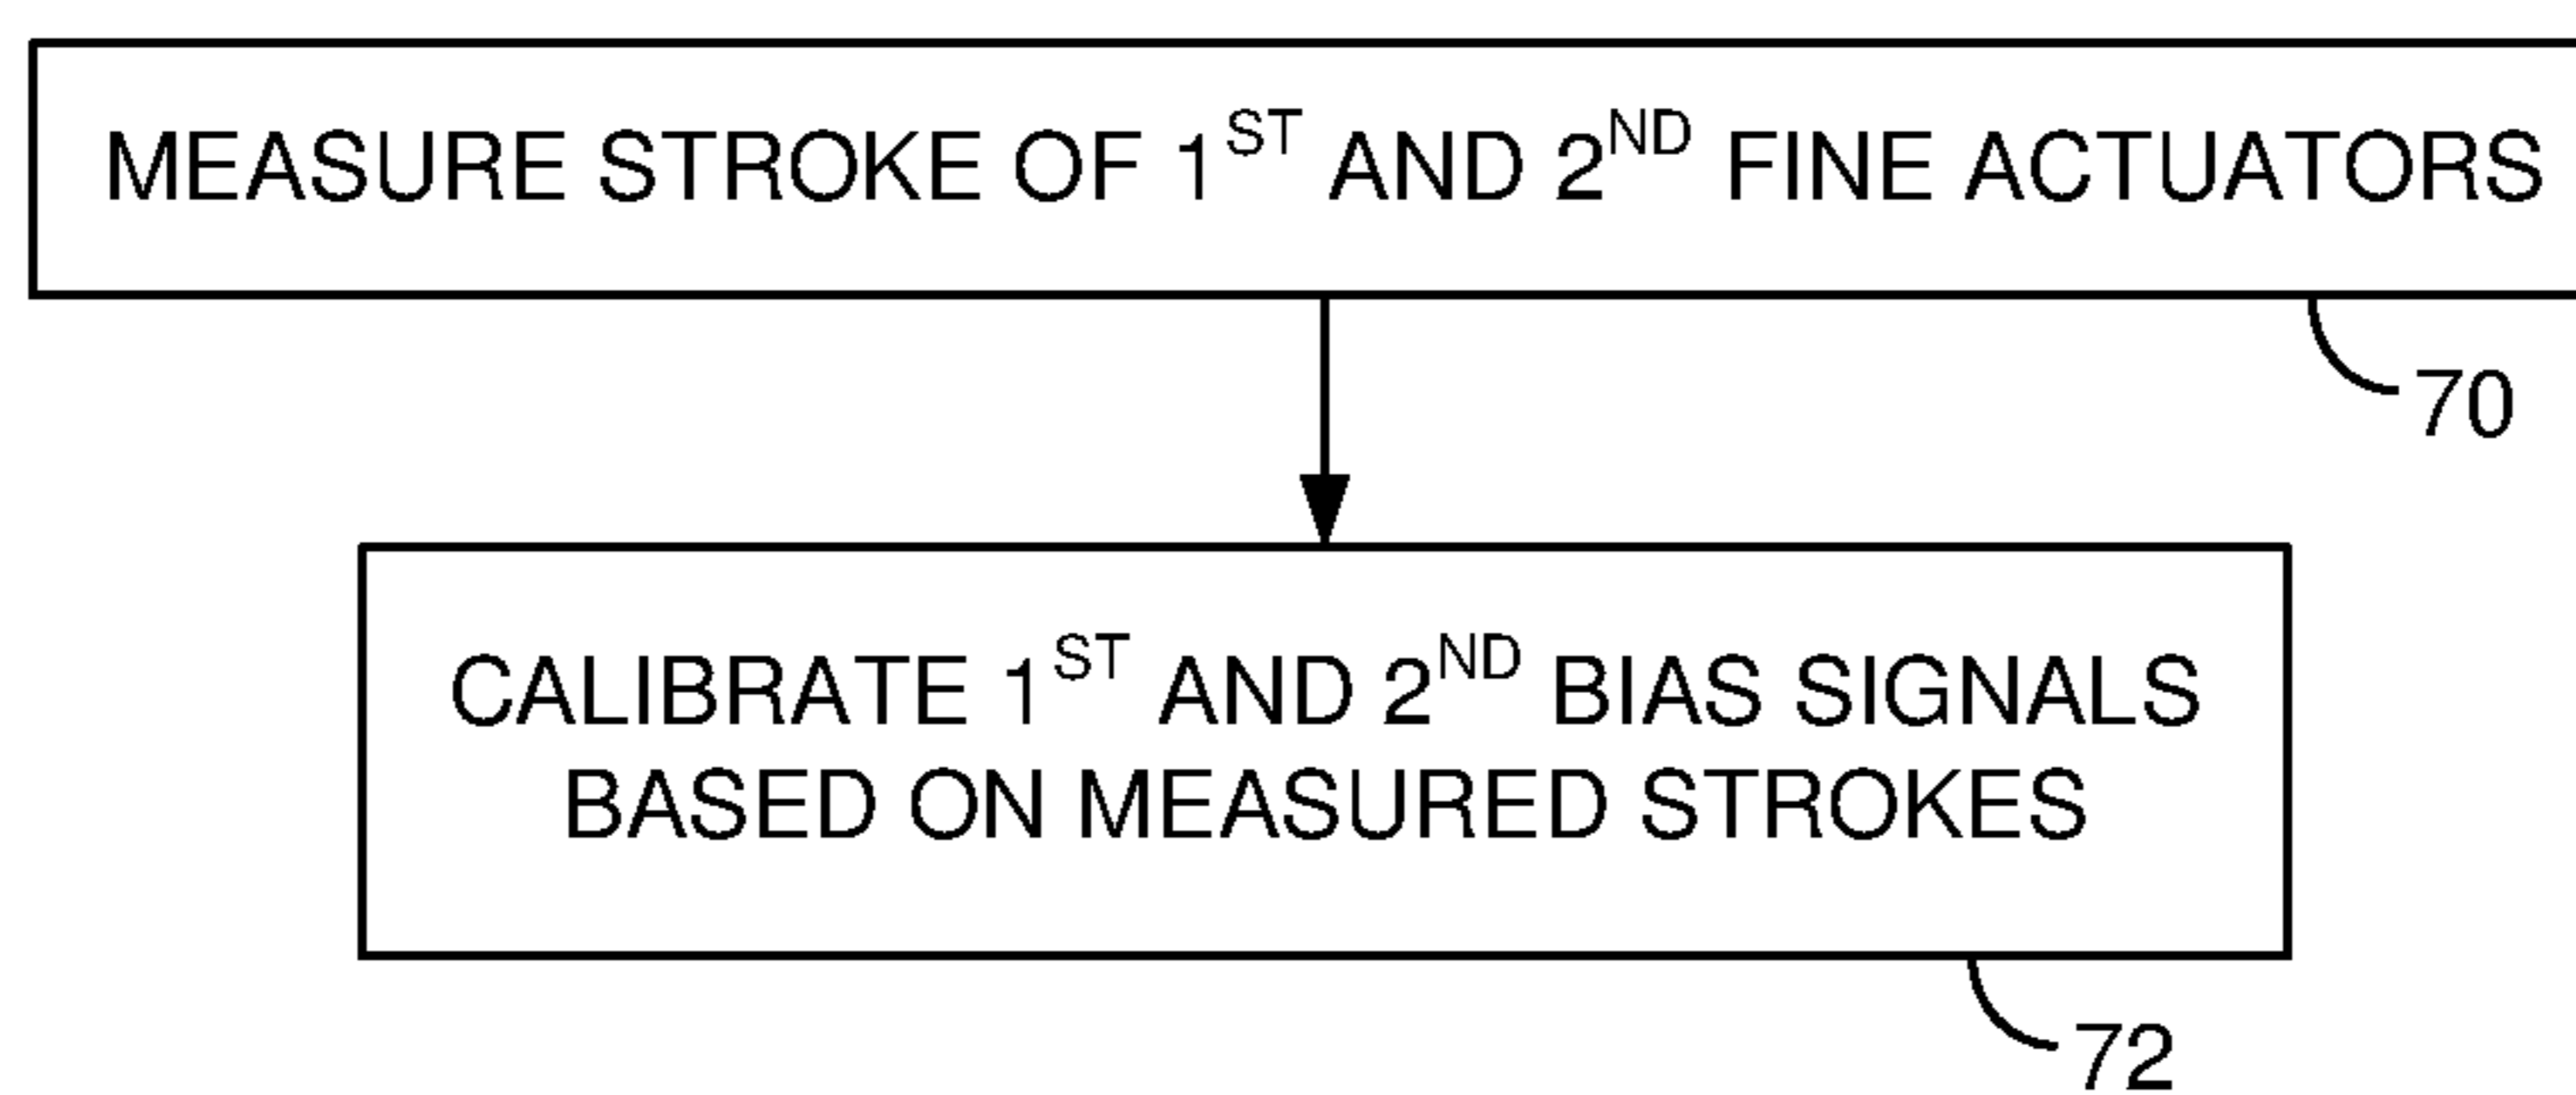 MEASURE STROKE OF 1ST AND 2ND FINE ACTUATORS
70
CALIBRATE 1ST AND 2ND BIAS SIGNALS
BASED ON MEASURED STROKES
72